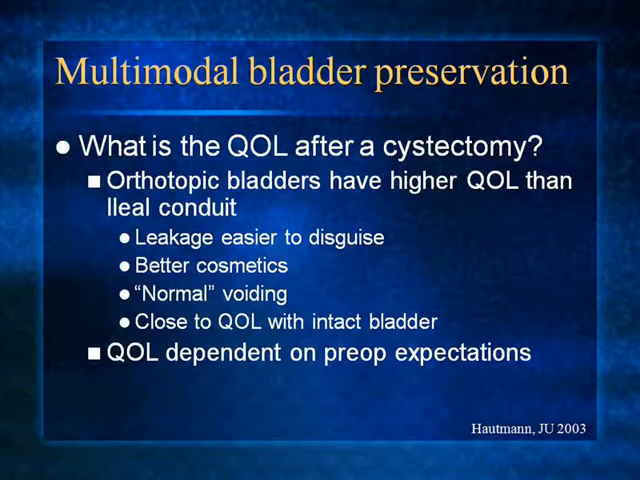 Multimodal bladder preservation
What is the QOL after a cystectomy?
Orthotopic bladders have higher QOL than
Ileal conduit
Leakage easier to disguise
Better cosmetics
“Normal” voiding
Close to QOL with intact bladder
QOL dependent on preop expectations
Hautmann, JU 2003